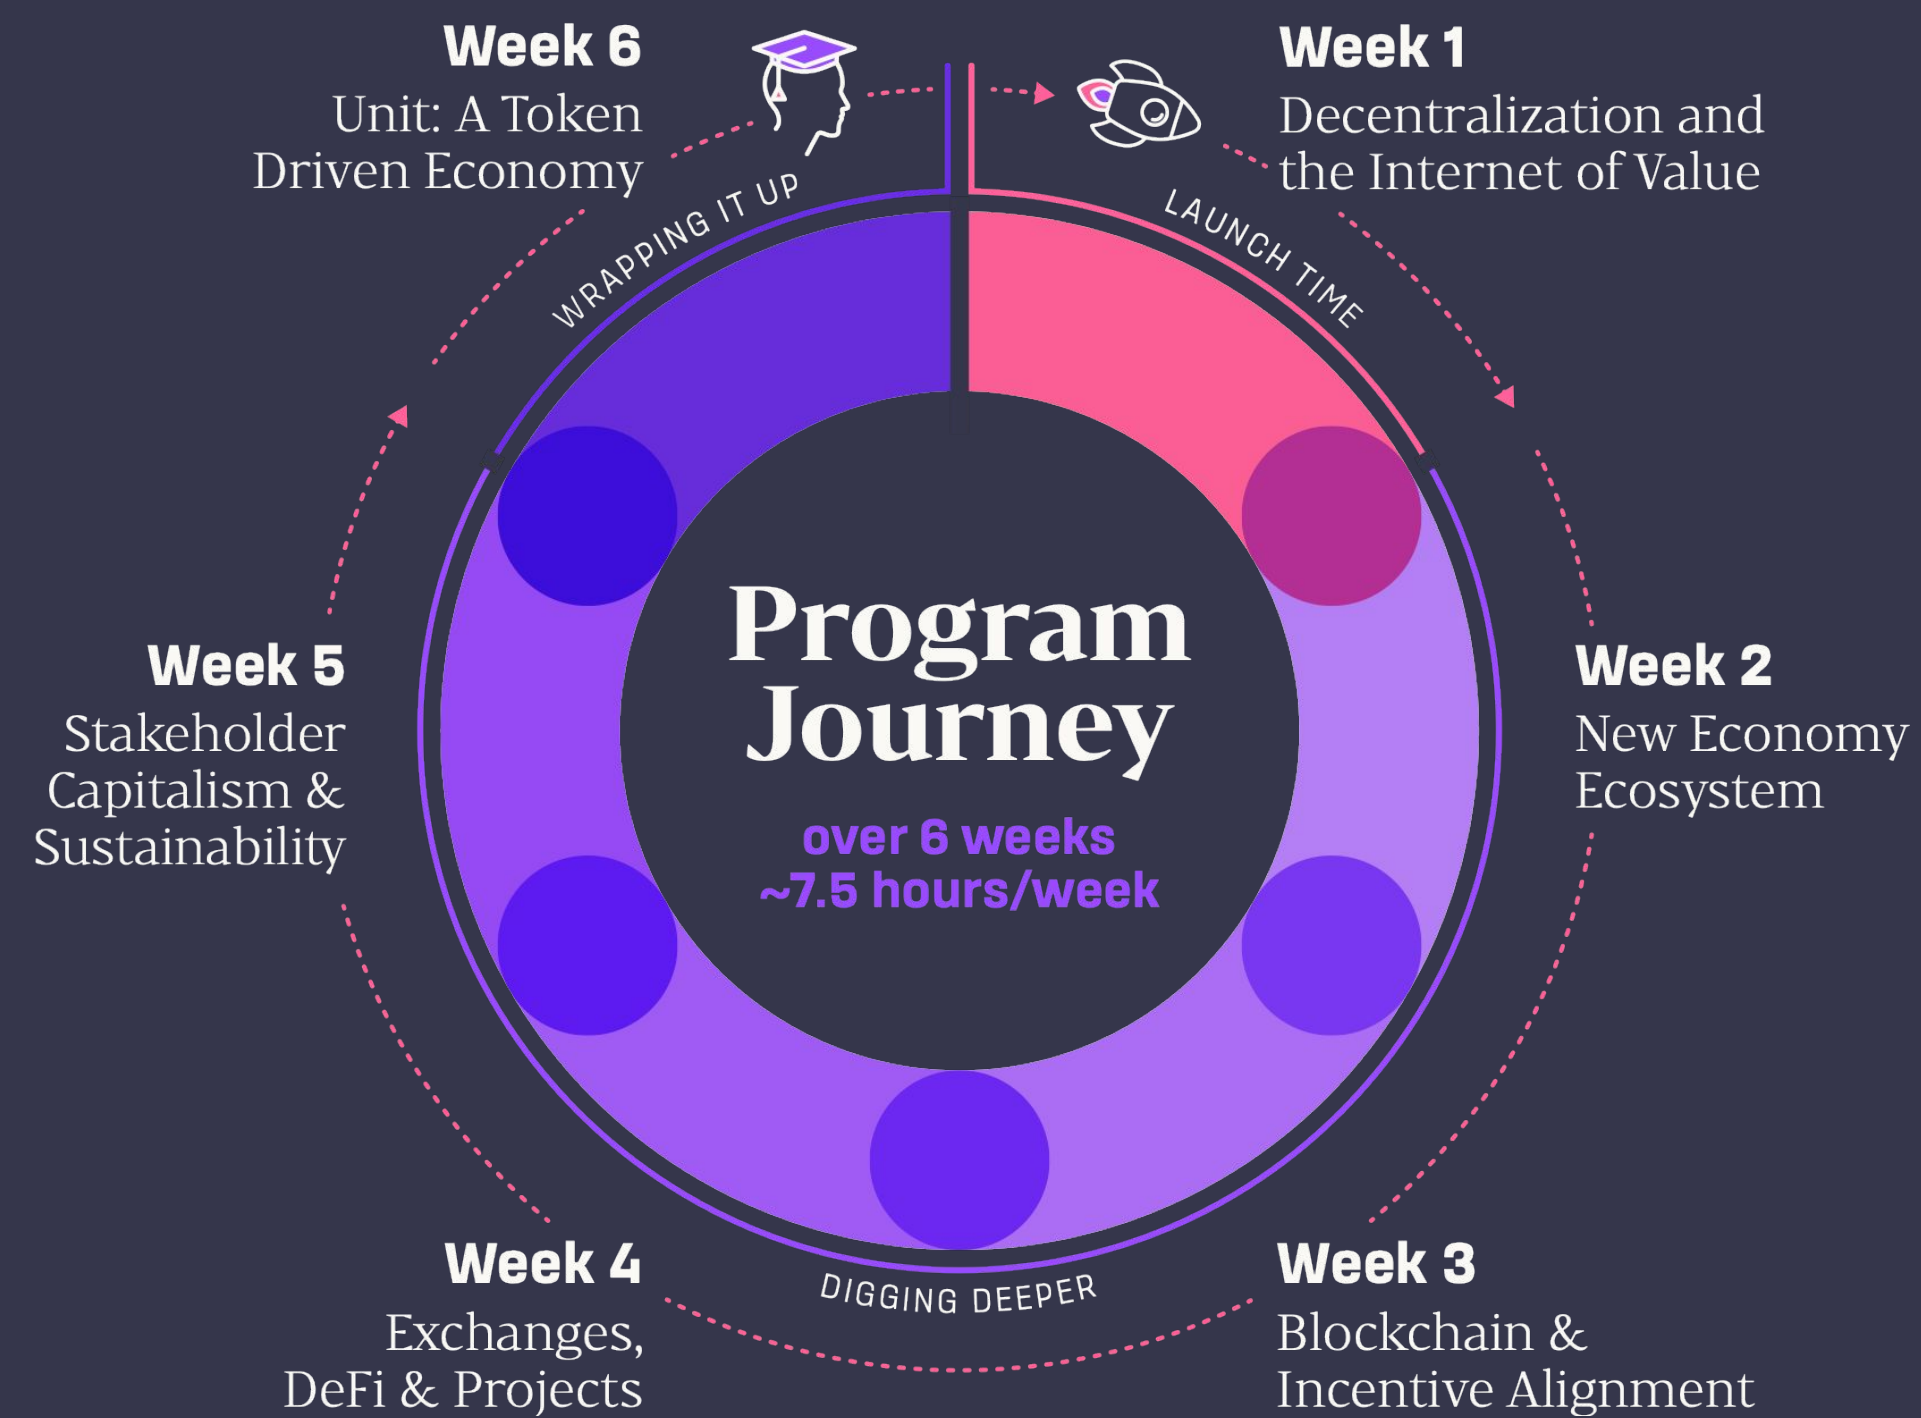 Week 6
Unit: A Token
Driven Economy
Week 1
Decentralization and
the Internet of Value
WRAPPING IT UP
LAUNCH TIME
Program
Journey
over 6 weeks
~7.5 hours/week
Week 5
Stakeholder
Capitalism &
Sustainability
Week 2
New Economy
Ecosystem
Week 4
Exchanges,
DeFi & Projects
DIGGING DEEPER
Week 3
Blockchain &
Incentive Alignment